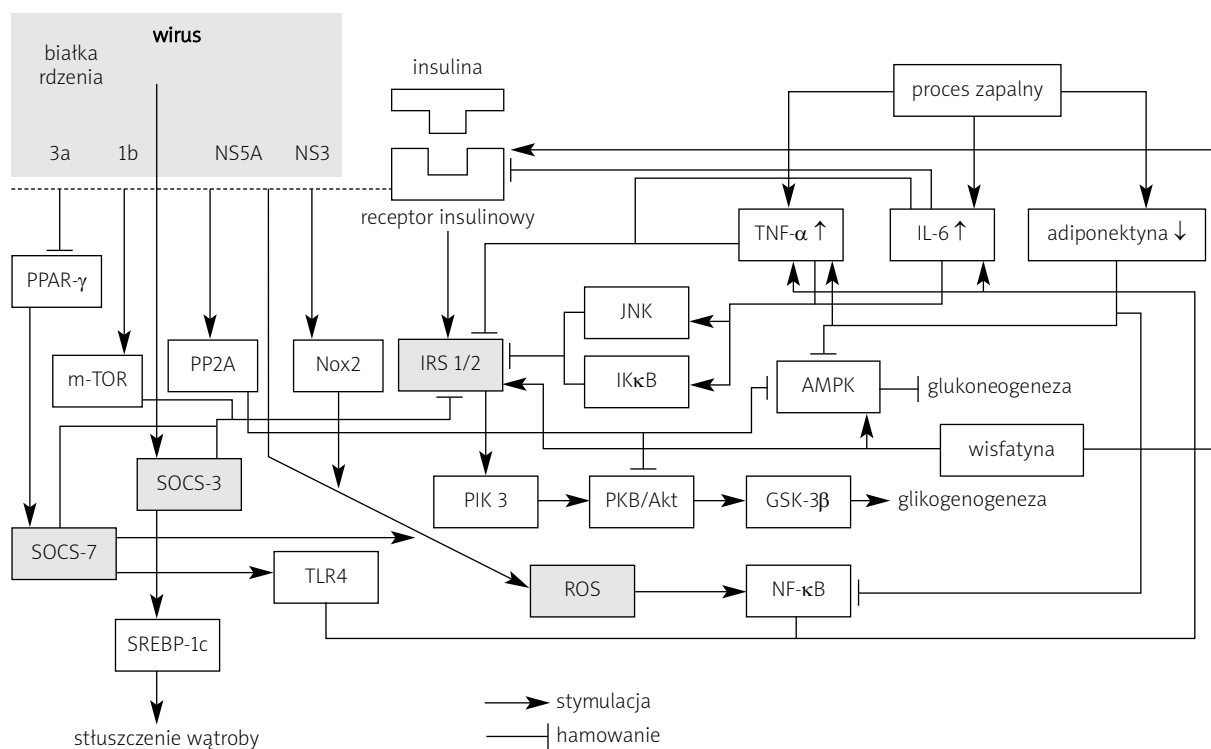 wirus
białka
rdzenia
3a
1b
NS5A
NS3
insulina
receptor insulinowy
proces zapalny
TNF-α ↑
IL-6 ↑
adiponektyna ↓
PPAR-γ
JNK
m-TOR
PP2A
Nox2
IRS 1/2
IKκB
AMPK
glukoneogeneza
wisfatyna
SOCS-3
PIK 3
PKB/Akt
GSK-3β
glikogenogeneza
SOCS-7
TLR4
ROS
NF-κB
SREBP-1c
stłuszczenie wątroby
stymulacja
hamowanie